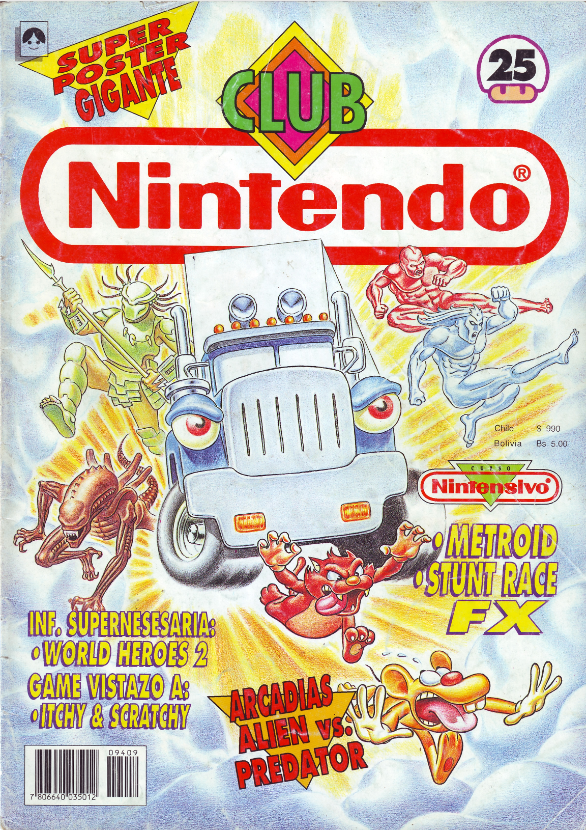 SUPER
POSTER
GIGANTE
CLUB
25
Nintendo®
Chile $ 990
Bolivia Bs 5.00
CURSO
Nintensivo®
• METROID
• STUNT RACE
FX
INF. SUPERNESESARIA:
• WORLD HEROES 2
GAME VISTAZO A:
• ITCHY & SCRATCHY
ARCADIAS
ALIEN VS.
PREDATOR
09409
7 806640 035012